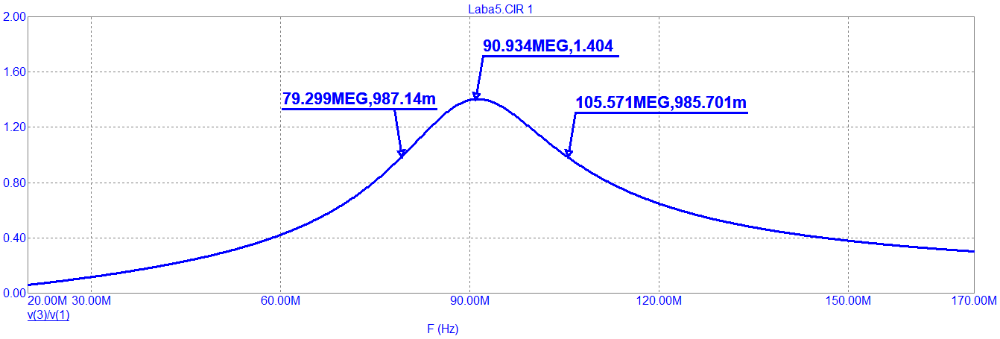 Laba5.CIR 1
2.00
90.934MEG,1.404
1.60
79.299MEG,987.14m
105.571MEG,985.701m
1.20
0.80
0.40
0.00
20.00M 30.00M 60.00M 90.00M 120.00M 150.00M 170.00M
v(3)/v(1)
F (Hz)